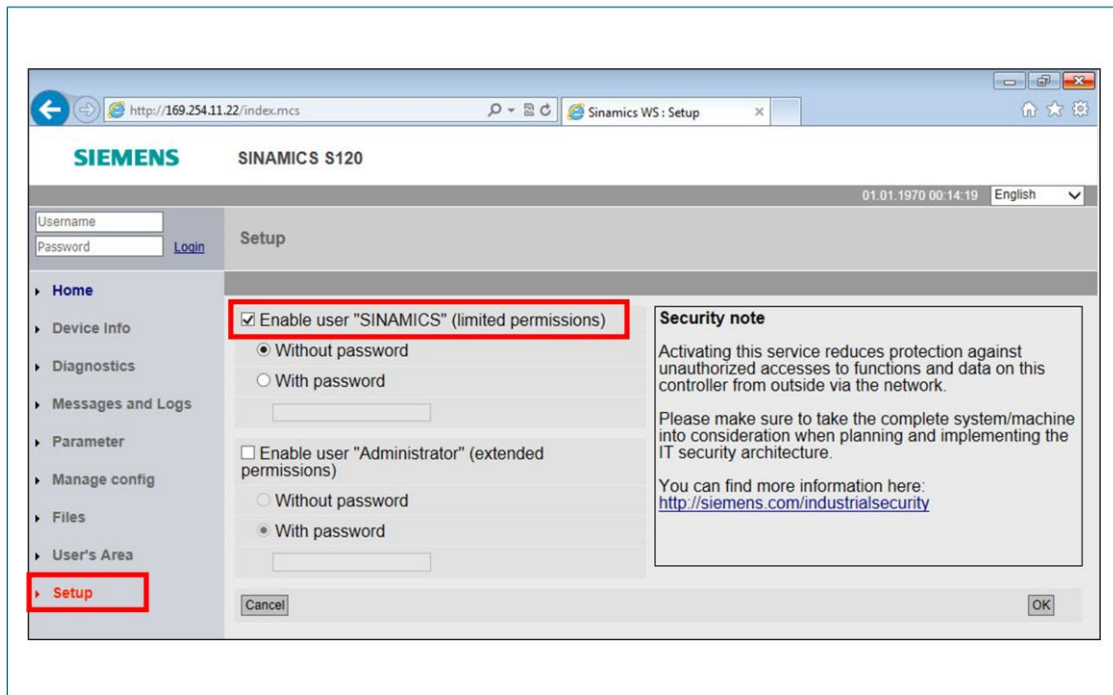 http://169.254.11.22/index.mcs
Sinamics WS : Setup
SIEMENS
SINAMICS S120
01.01.1970 00:14:19
English
Username
Password
Login
Setup
Home
Device Info
Diagnostics
Messages and Logs
Parameter
Manage config
Files
User's Area
Setup
Enable user "SINAMICS" (limited permissions)
Without password
With password
Enable user "Administrator" (extended
permissions)
Without password
With password
Cancel
Security note
Activating this service reduces protection against
unauthorized accesses to functions and data on this
controller from outside via the network.
Please make sure to take the complete system/machine
into consideration when planning and implementing the
IT security architecture.
You can find more information here:
http://siemens.com/industrialsecurity
OK